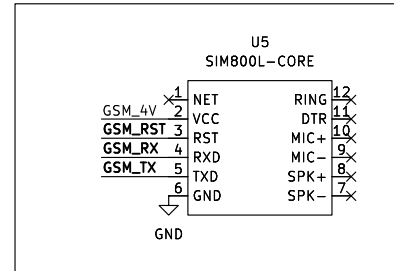 U5
SIM800L-CORE
1 NET RING 12
GSM_4V 2 VCC DTR 11
GSM_RST 3 RST MIC+ 10
GSM_RX 4 RXD MIC- 9
GSM_TX 5 TXD SPK+ 8
6 GND SPK- 7
GND